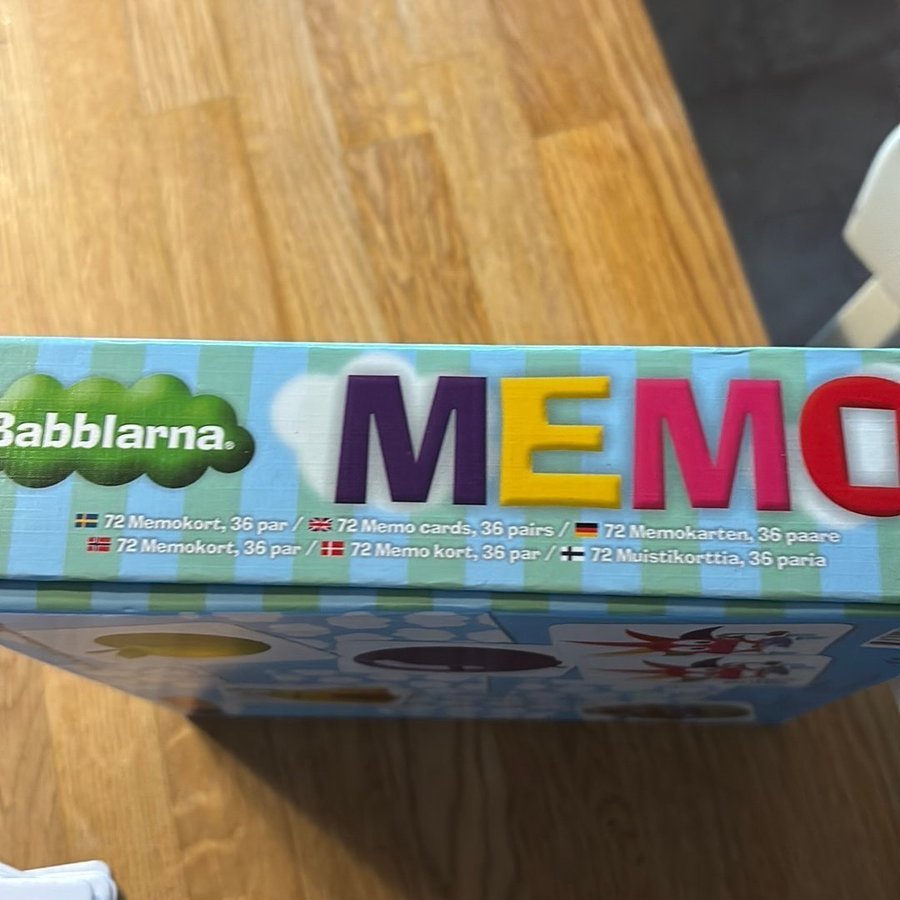 Babblarna®
MEMO
72 Memokort, 36 par / 72 Memo cards, 36 pairs / 72 Memokarten, 36 paare
72 Memokort, 36 par / 72 Memo kort, 36 par / 72 Muistikorttia, 36 paria